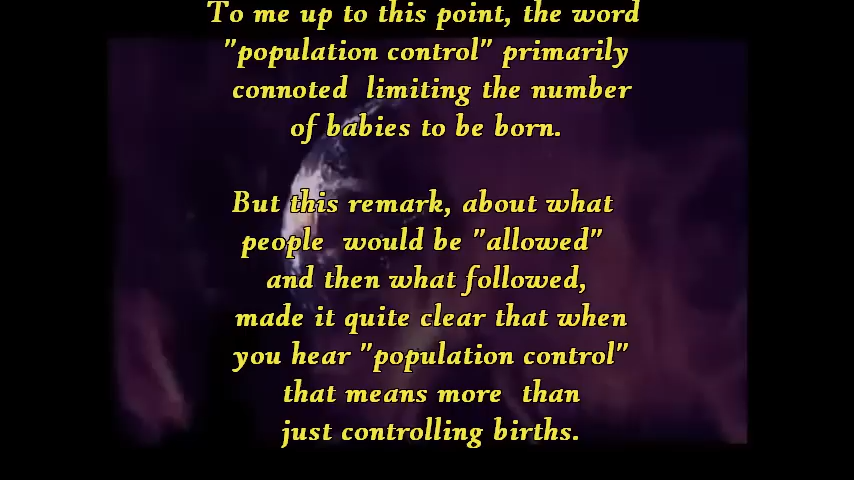 To me up to this point, the word
"population control" primarily
connoted limiting the number
of babies to be born.
But this remark, about what
people would be "allowed"
and then what followed,
made it quite clear that when
you hear "population control"
that means more than
just controlling births.